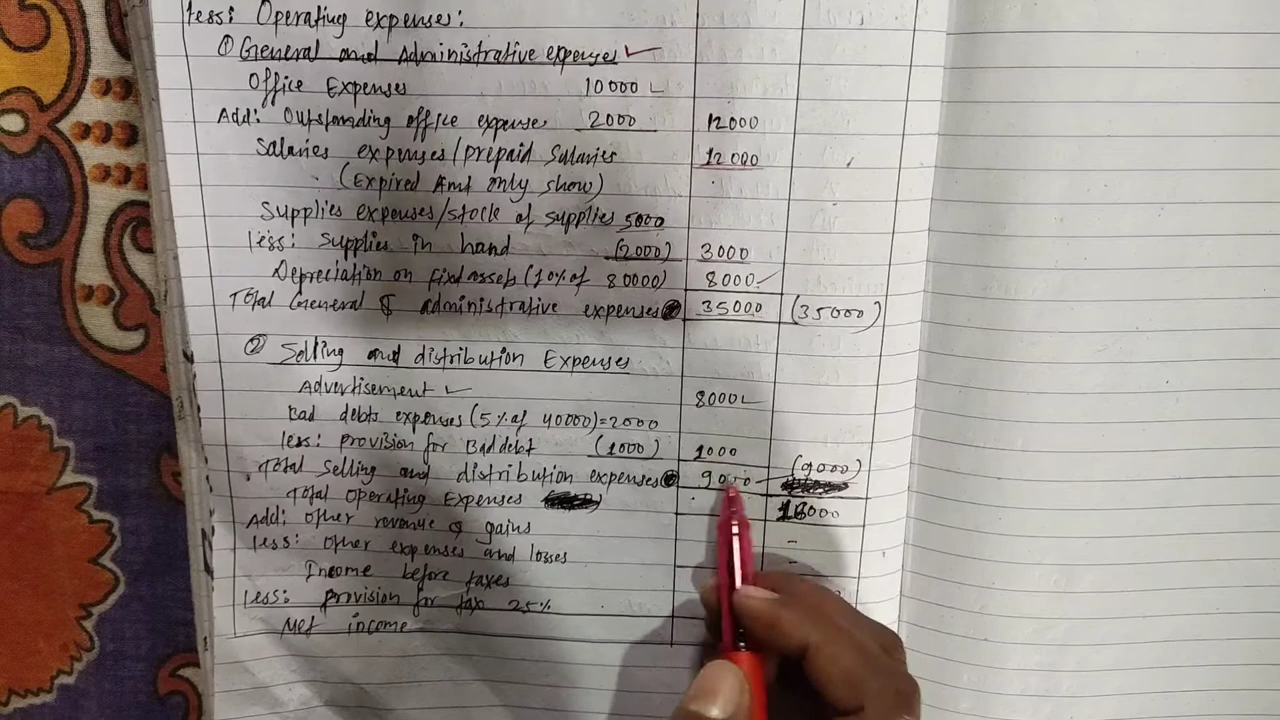 less: Operating expense:
① General and Administrative expenses ✓
Office Expenses 10000
Add: Outstanding office expense 2000 12000
Salaries expenses/prepaid Salaries 12000
(Expired Amt only show)
Supplies expenses/stock of supplies 5000
less: Supplies in hand (2000) 3000
Depreciation on fixed assets (10% of 80000) 8000
Total General & administrative expenses 35000 (35000)
② Selling and distribution Expenses
Advertisement ✓ 8000
Bad debts expenses (5% of 40000)=2000
less: provision for Bad debt (1000) 1000
Total Selling and distribution expenses 9000 (9000)
Total Operating Expenses 16000
Add: Other revenue & gains
less: Other expenses and losses -
Income before taxes -
less: provision for tax 25%
Net income